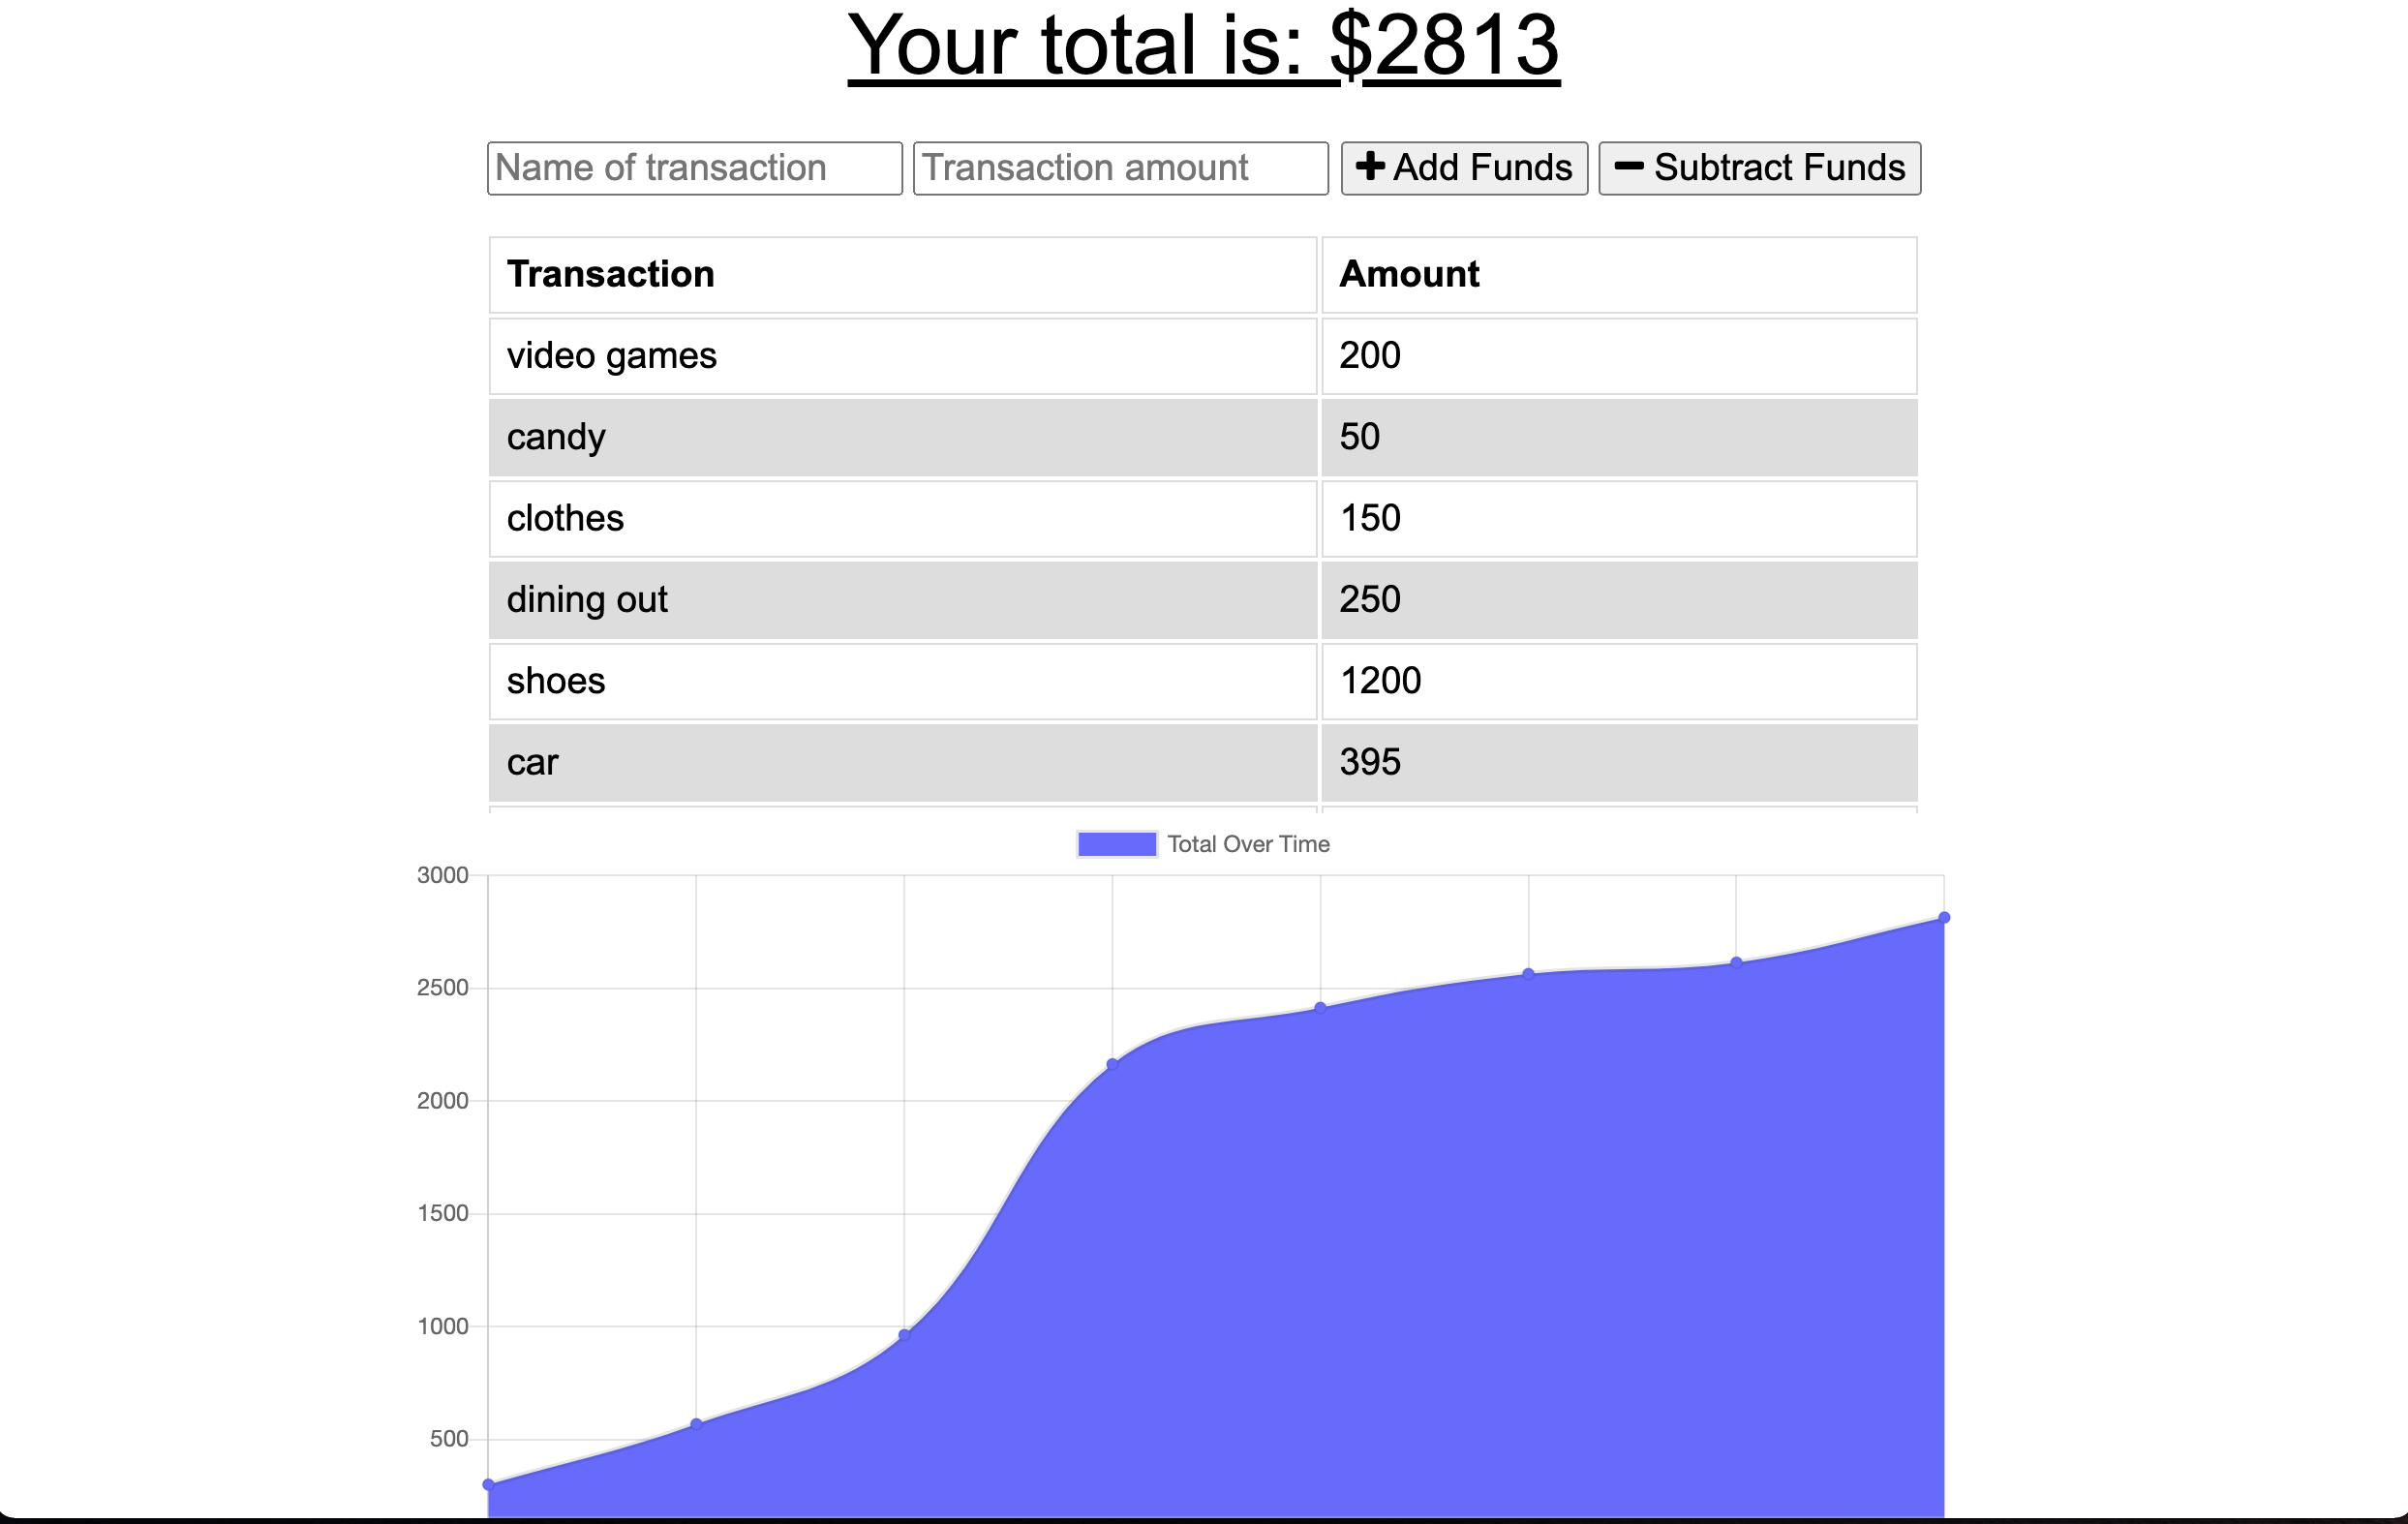 Your total is: $2813
Name of transaction Transaction amount Add Funds Subtract Funds
Transaction Amount
video games 200
candy 50
clothes 150
dining out 250
shoes 1200
car 395
Total Over Time
3000
2500
2000
1500
1000
500